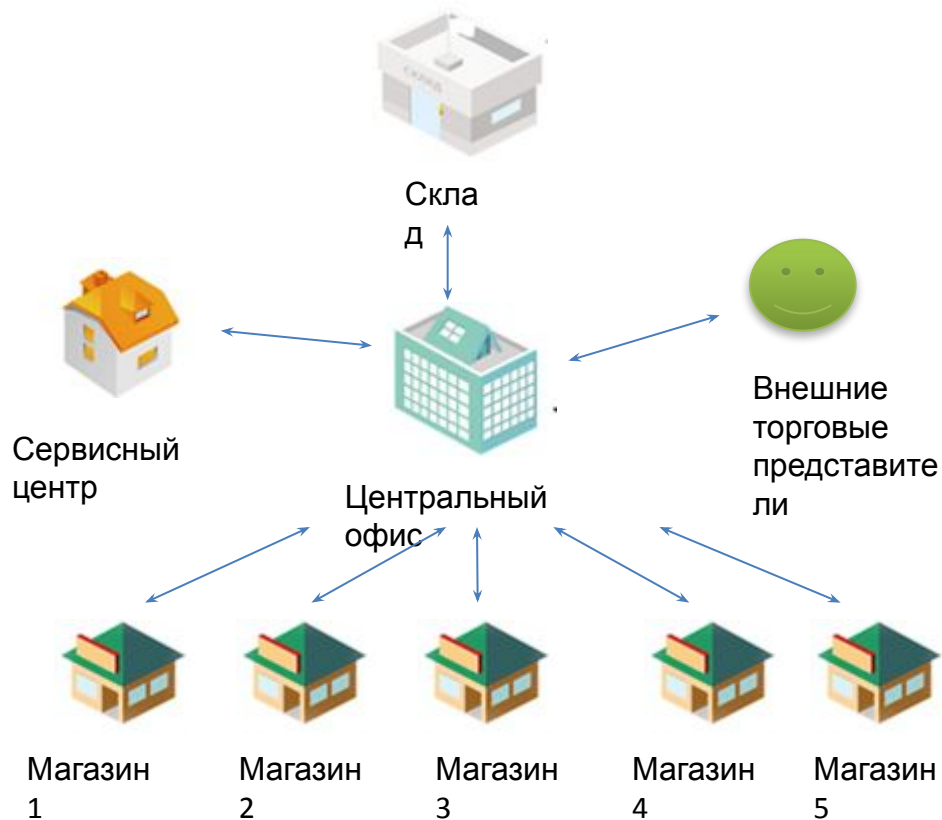 СКЛАД
Скла
д
Сервисный
центр
Центральный
офис
Внешние
торговые
представите
ли
Магазин
1
Магазин
2
Магазин
3
Магазин
4
Магазин
5